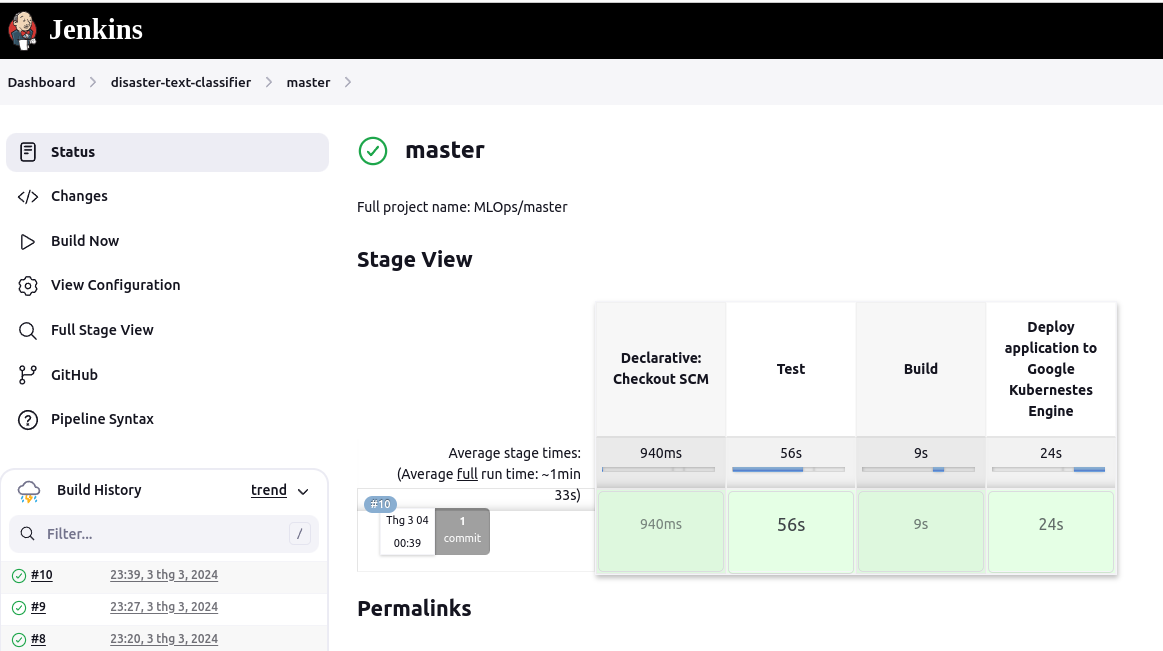 Jenkins
Dashboard
disaster-text-classifier
master
Status
Changes
Build Now
View Configuration
Full Stage View
GitHub
Pipeline Syntax
Build History
trend
Filter...
/
#10
23:39, 3 thg 3, 2024
#9
23:27, 3 thg 3, 2024
#8
23:20, 3 thg 3, 2024
master
Full project name: MLOps/master
Stage View
Declarative:
Checkout SCM
Test
Build
Deploy
application to
Google
Kubernestes
Engine
Average stage times:
(Average full run time: ~1min
33s)
940ms
56s
9s
24s
#10
Thg 3 04
00:39
1
commit
940ms
56s
9s
24s
Permalinks